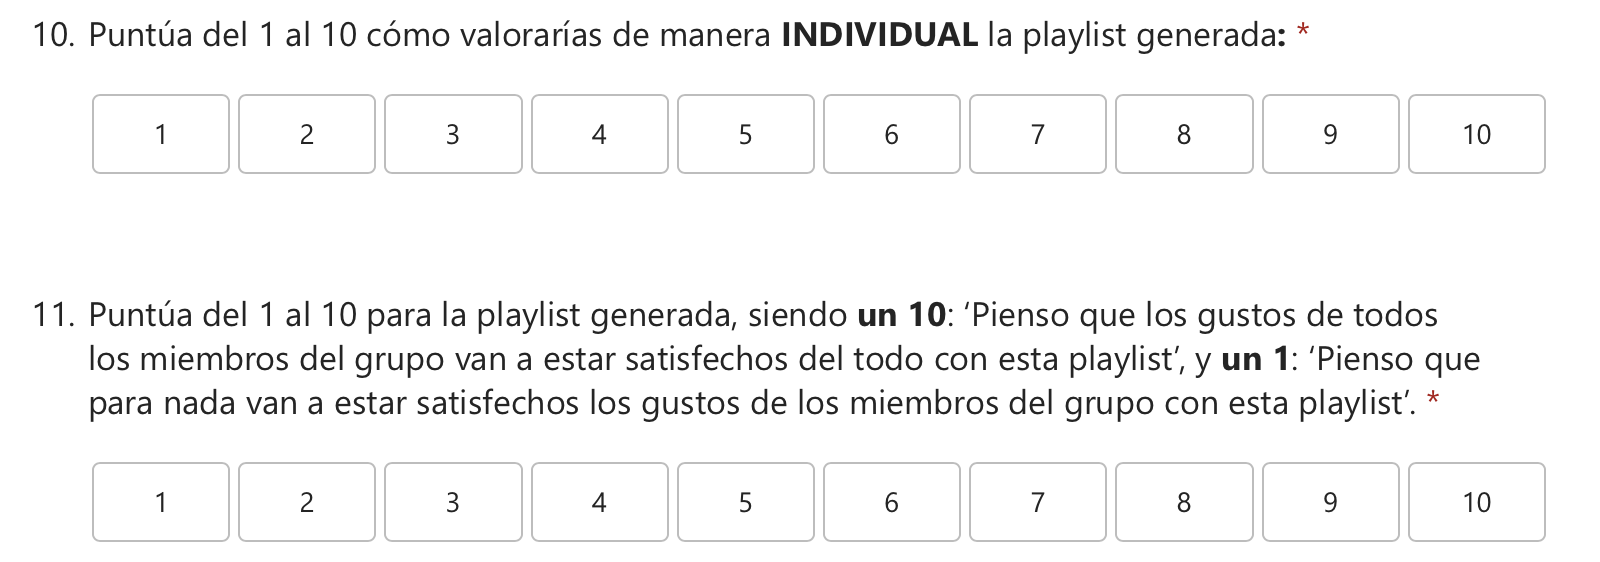 10. Puntúa del 1 al 10 cómo valorarías de manera INDIVIDUAL la playlist generada: *
1 2 3 4 5 6 7 8 9 10
11. Puntúa del 1 al 10 para la playlist generada, siendo un 10: ‘Pienso que los gustos de todos
los miembros del grupo van a estar satisfechos del todo con esta playlist’, y un 1: ‘Pienso que
para nada van a estar satisfechos los gustos de los miembros del grupo con esta playlist’. *
1 2 3 4 5 6 7 8 9 10